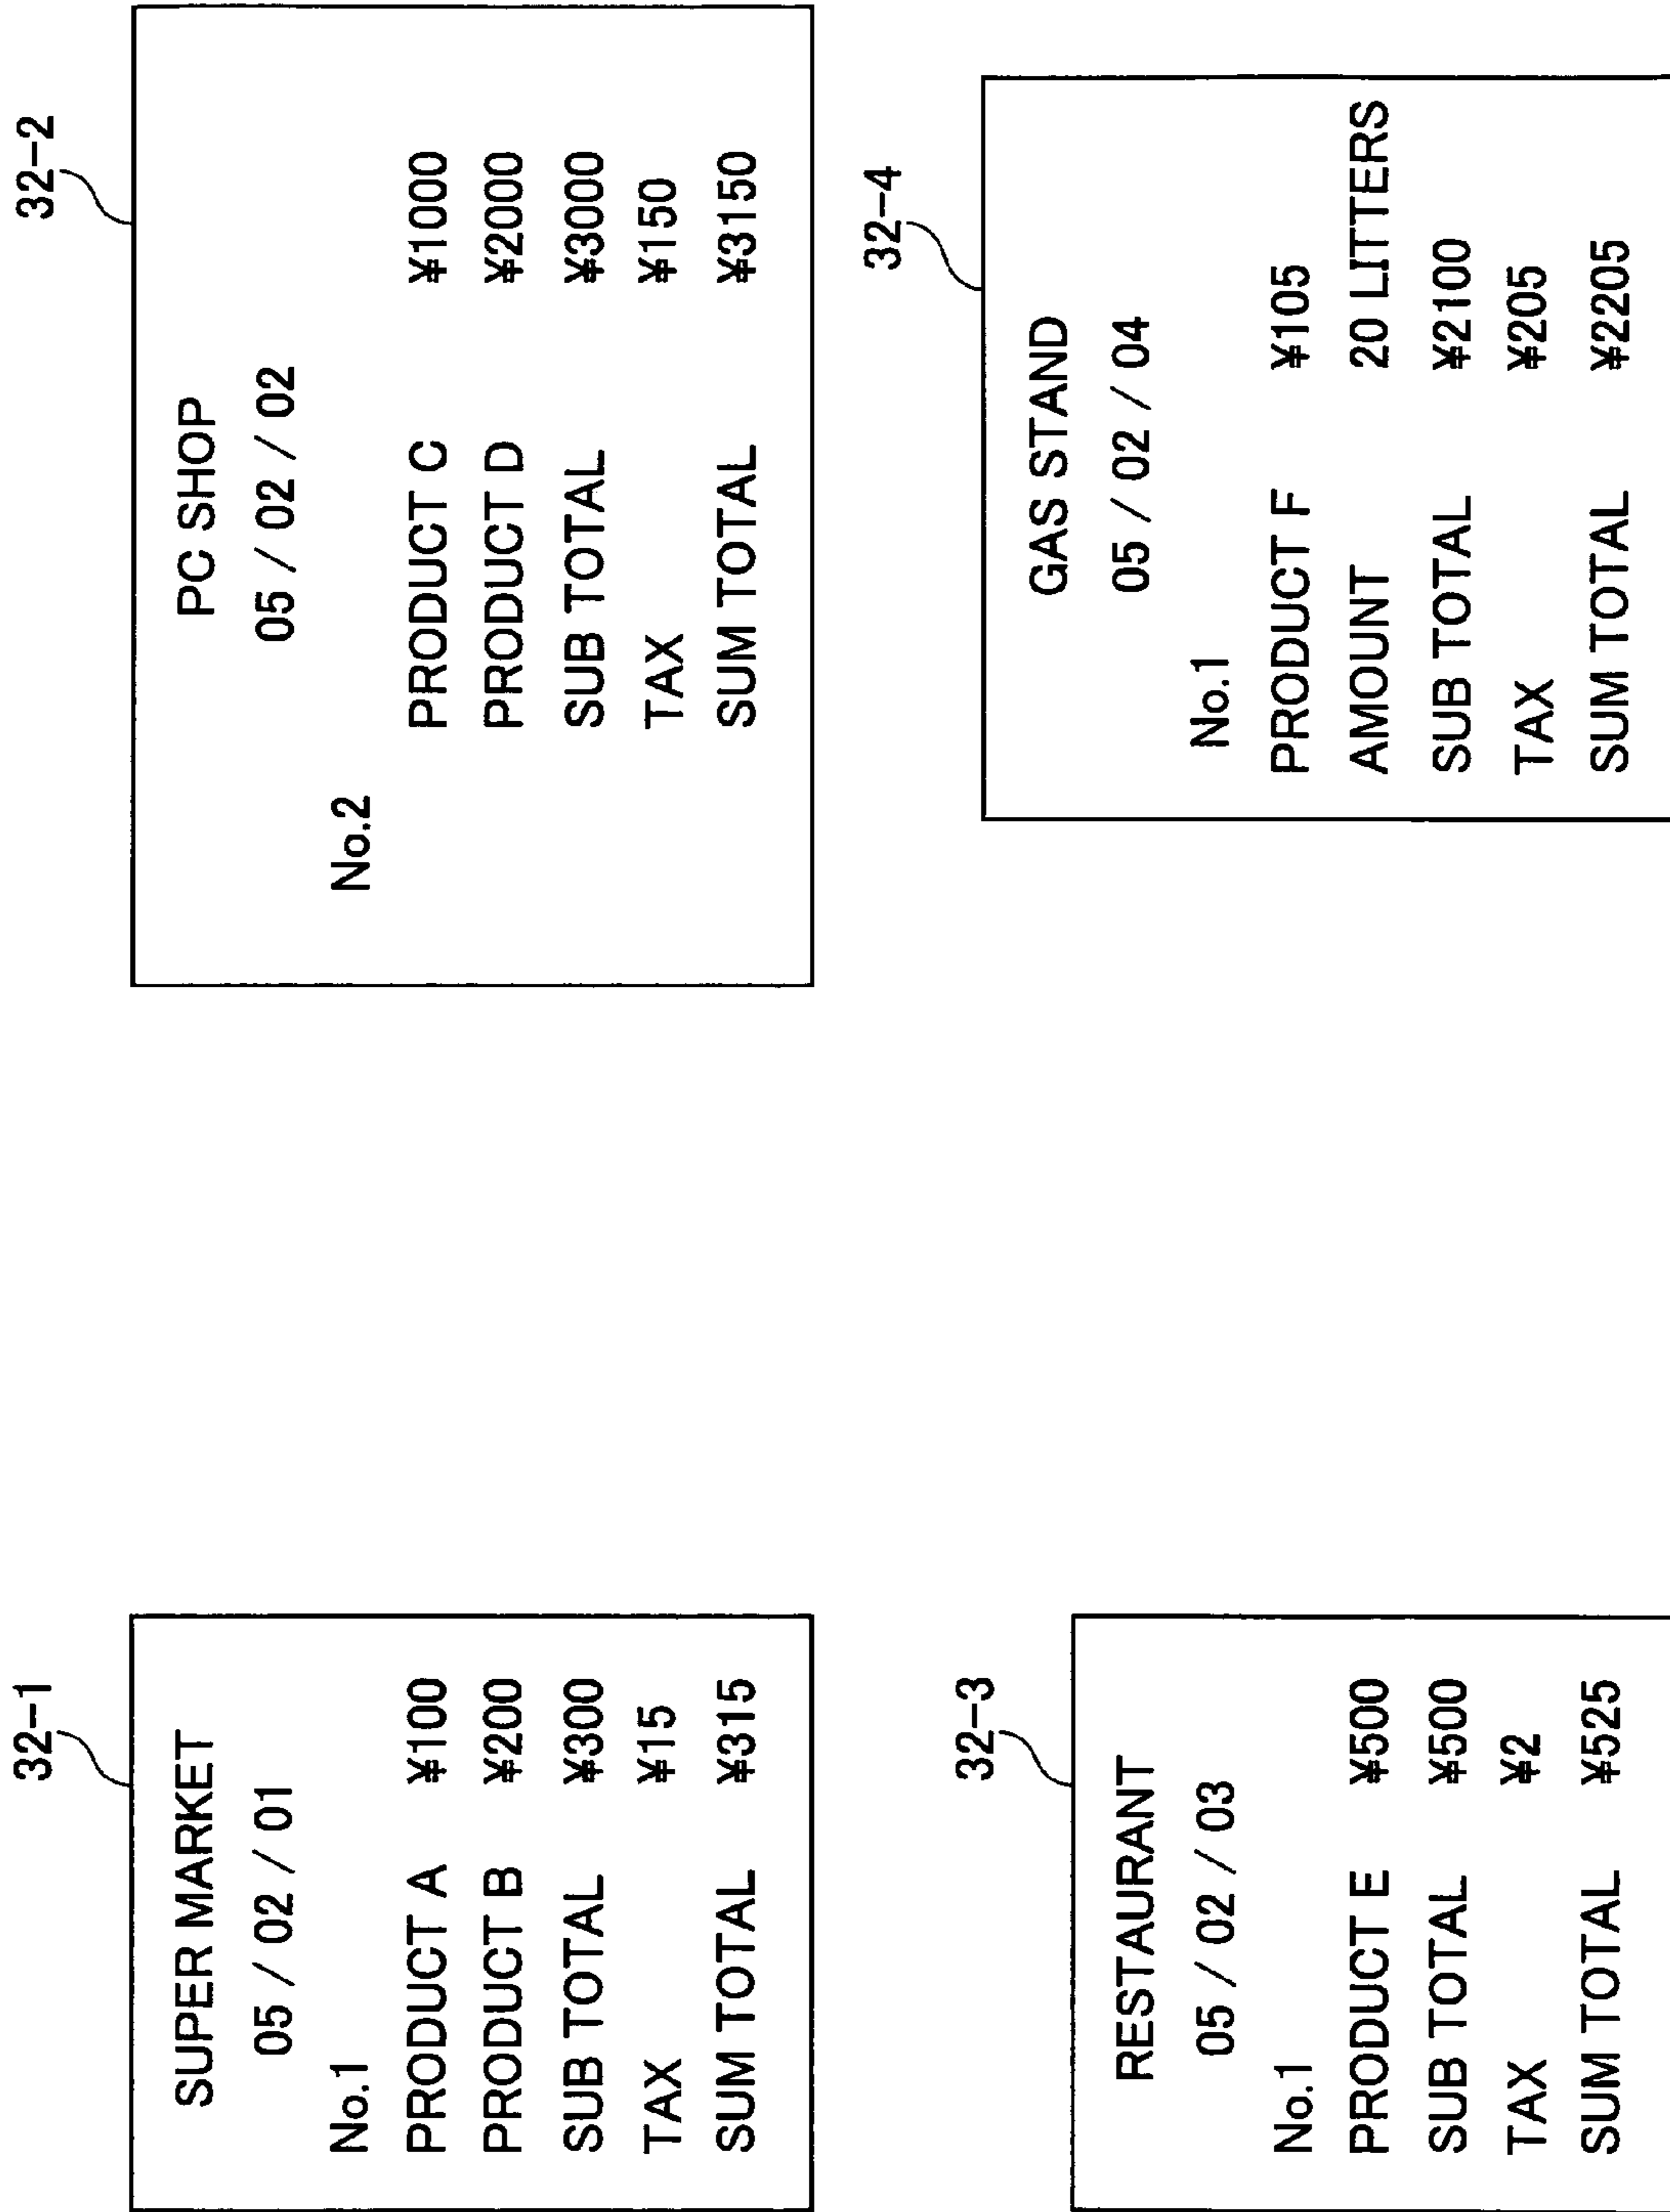 32-1
SUPER MARKET
05 / 02 / 01
No.1
PRODUCT A ¥100
PRODUCT B ¥200
SUB TOTAL ¥300
TAX ¥15
SUM TOTAL ¥315
32-2
PC SHOP
05 / 02 / 02
No.2
PRODUCT C ¥1000
PRODUCT D ¥2000
SUB TOTAL ¥3000
TAX ¥150
SUM TOTAL ¥3150
32-3
RESTAURANT
05 / 02 / 03
No.1
PRODUCT E ¥500
SUB TOTAL ¥500
TAX ¥2
SUM TOTAL ¥525
32-4
GAS STAND
05 / 02 / 04
No.1
PRODUCT F ¥105
AMOUNT 20 LITTERS
SUB TOTAL ¥2100
TAX ¥205
SUM TOTAL ¥2205